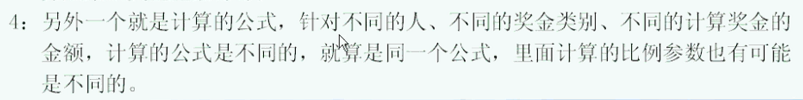 4：另外一个就是计算的公式，针对不同的人、不同的奖金类别、不同的计算奖金的
金额，计算的公式是不同的，就算是同一个公式，里面计算的比例参数也有可能
是不同的。